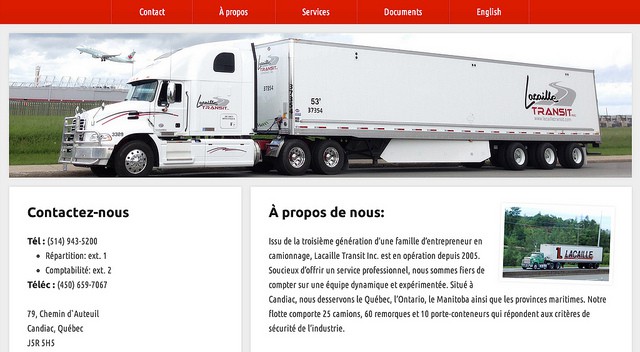 Contact À propos Services Documents English
Lacaille
TRANSIT
37354
53'
37354
3386
Lacaille
TRANSIT
Contactez-nous
Tél : (514) 943-5200
Répartition: ext. 1
Comptabilité: ext. 2
Téléc : (450) 659-7067
79, Chemin d'Auteuil
Candiac, Québec
J5R 5H5
À propos de nous:
LACAILLE
Issu de la troisième génération d'une famille d'entrepreneur en
camionnage, Lacaille Transit Inc. est en opération depuis 2005.
Soucieux d'offrir un service professionnel, nous sommes fiers de
compter sur une équipe dynamique et expérimentée. Situé à
Candiac, nous desservons le Québec, l'Ontario, le Manitoba ainsi que les provinces maritimes. Notre
flotte comporte 25 camions, 60 remorques et 10 porte-conteneurs qui répondent aux critères de
sécurité de l'industrie.